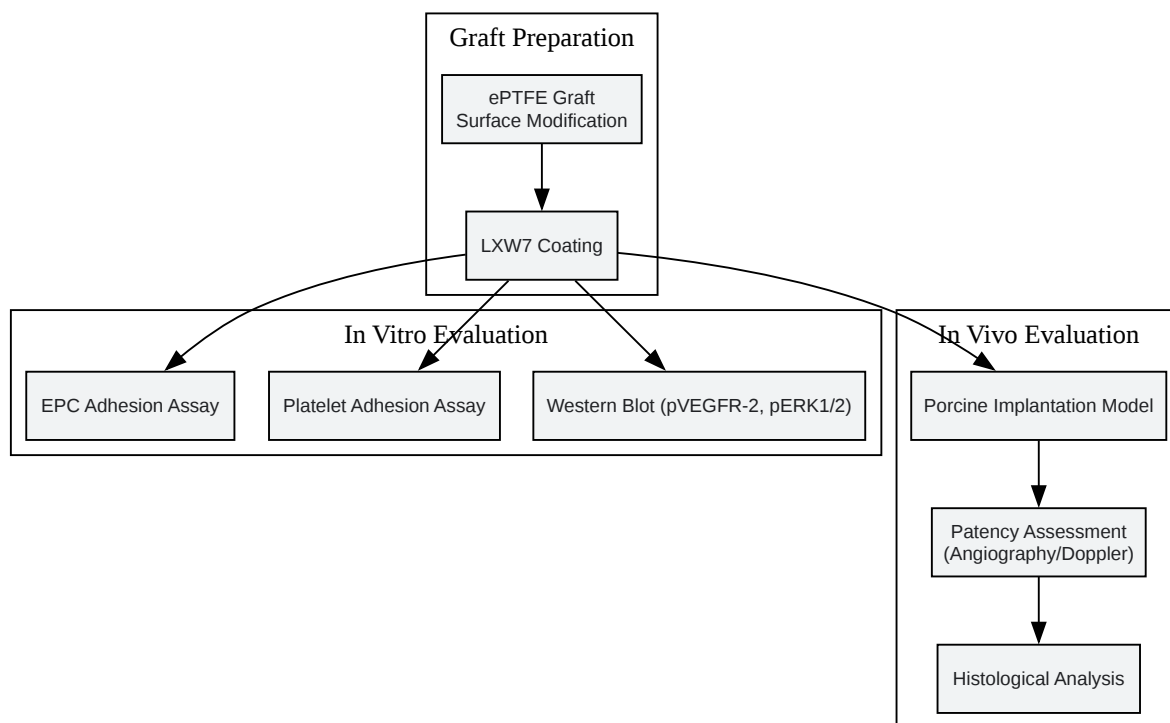 Graft Preparation
ePTFE Graft
Surface Modification
LXW7 Coating
In Vitro Evaluation
EPC Adhesion Assay
Platelet Adhesion Assay
Western Blot (pVEGFR-2, pERK1/2)
In Vivo Evaluation
Porcine Implantation Model
Patency Assessment
(Angiography/Doppler)
Histological Analysis